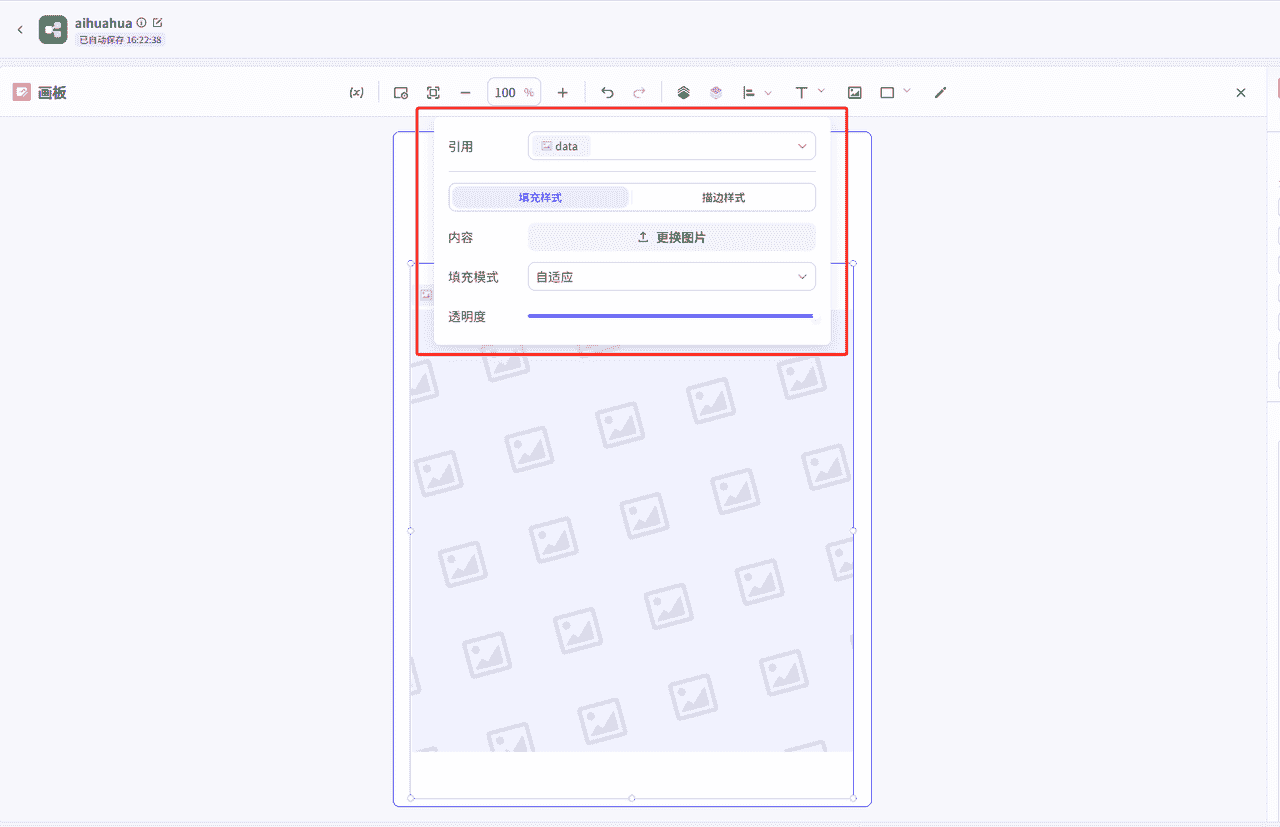 aihuahua
已自动保存 16:22:38
画板
(x)
100 %
T
引用
data
填充样式
描边样式
内容
更换图片
填充模式
自适应
透明度